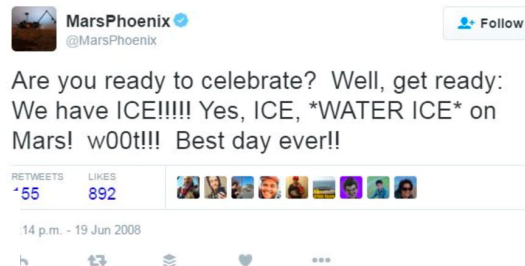 MarsPhoenix
@MarsPhoenix
Follow
Are you ready to celebrate?  Well, get ready:
We have ICE!!!!! Yes, ICE, *WATER ICE* on
Mars!  w00t!!!  Best day ever!!
RETWEETS LIKES
55 892
14 p.m. - 19 Jun 2008